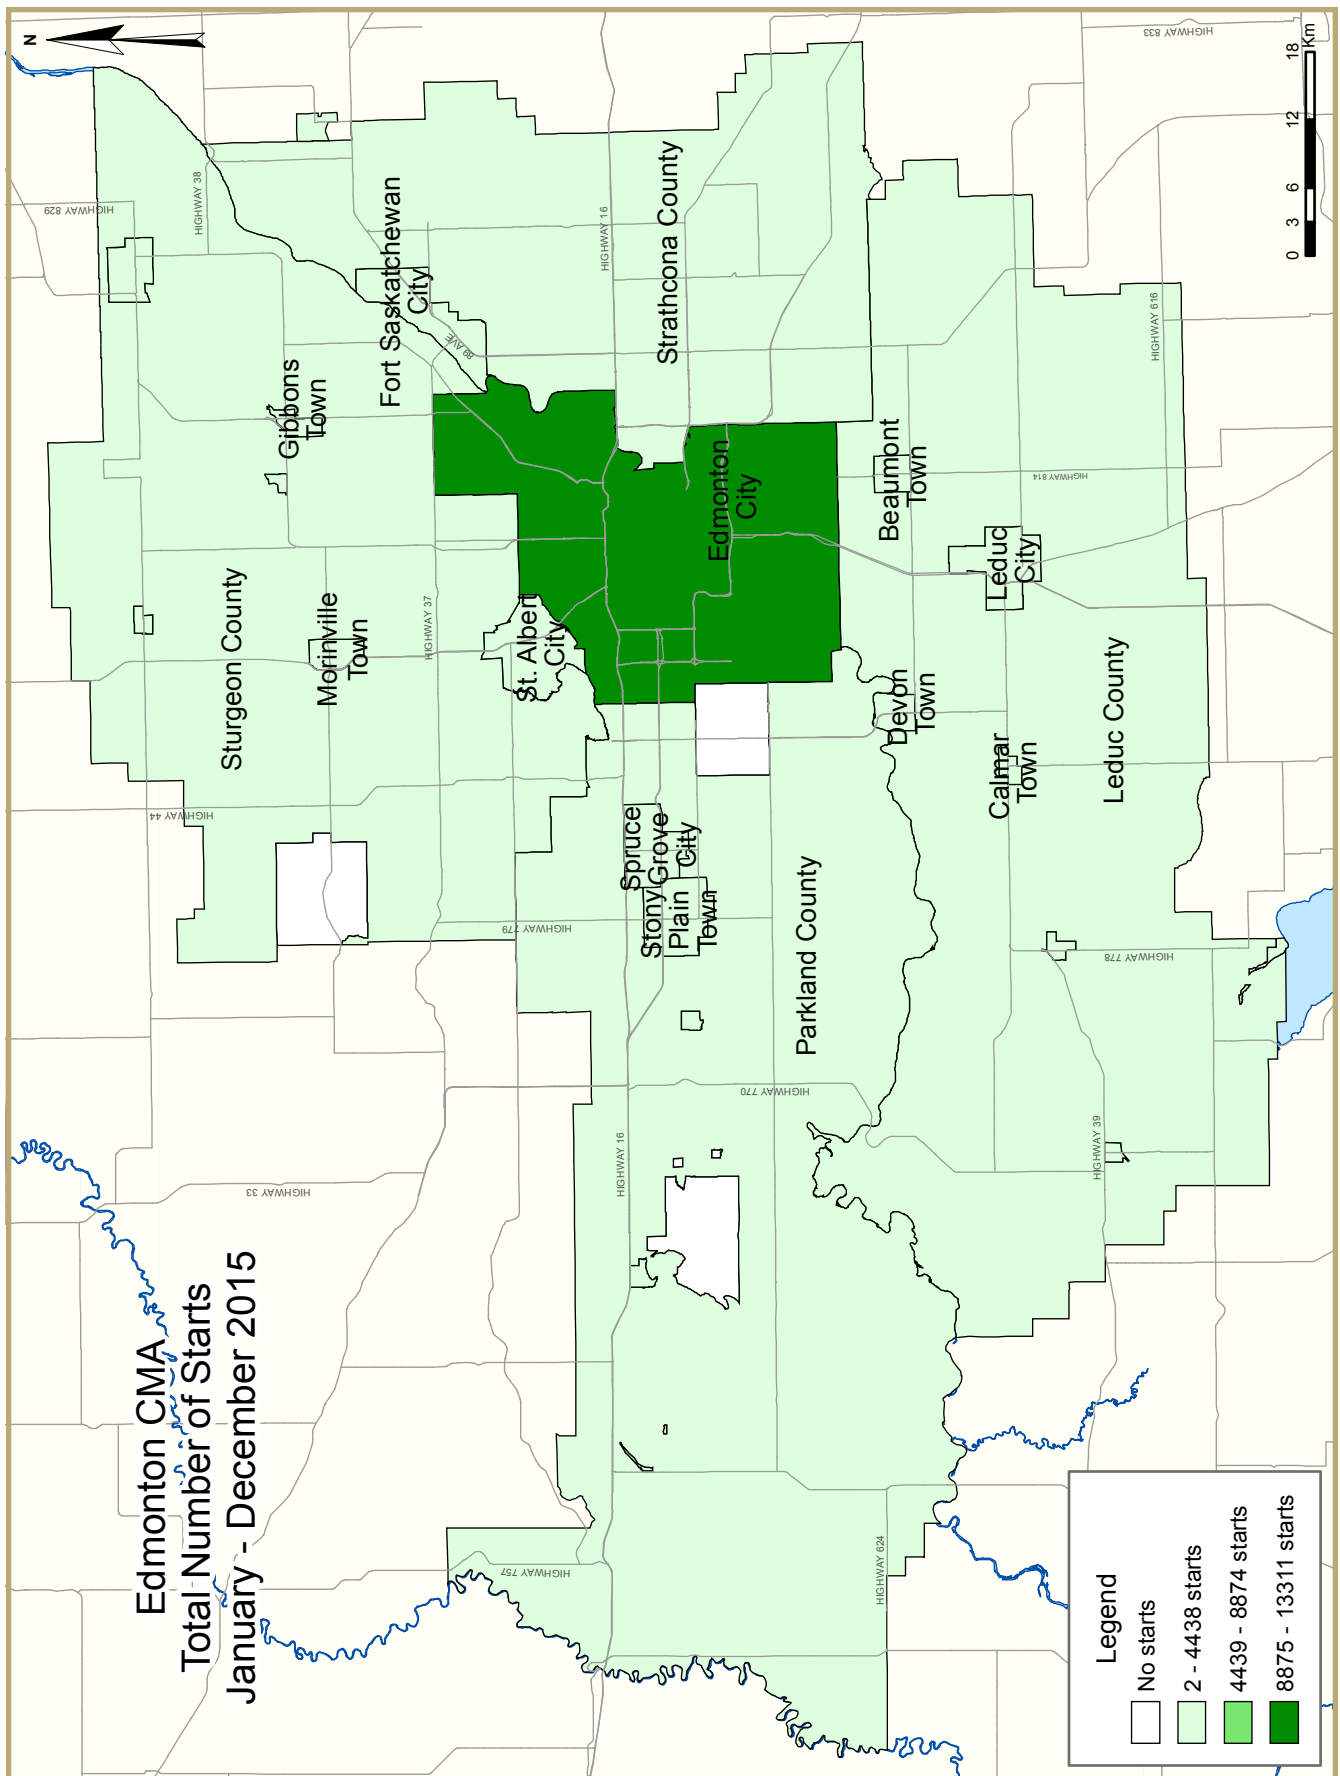 Edmonton CMA
Total Number of Starts
January - December 2015
N
HIGHWAY 829
HIGHWAY 38
HIGHWAY 833
HIGHWAY 44
HIGHWAY 33
Sturgeon County
Gibbons
Town
Morinville
Town
Fort Saskatchewan
City
89 AVE
HIGHWAY 37
St. Albert
City
HIGHWAY 779
HIGHWAY 757
HIGHWAY 16
HIGHWAY 16
Strathcona County
Edmonton
City
Spruce
Grove
City
Stony
Plain
Town
Parkland County
HIGHWAY 770
HIGHWAY 624
Beaumont
Town
Devon
Town
Leduc
City
Calmar
Town
Leduc County
HIGHWAY 814
HIGHWAY 616
HIGHWAY 778
HIGHWAY 39
Legend
No starts
2 - 4438 starts
4439 - 8874 starts
8875 - 13311 starts
0 3 6 12 18
Km